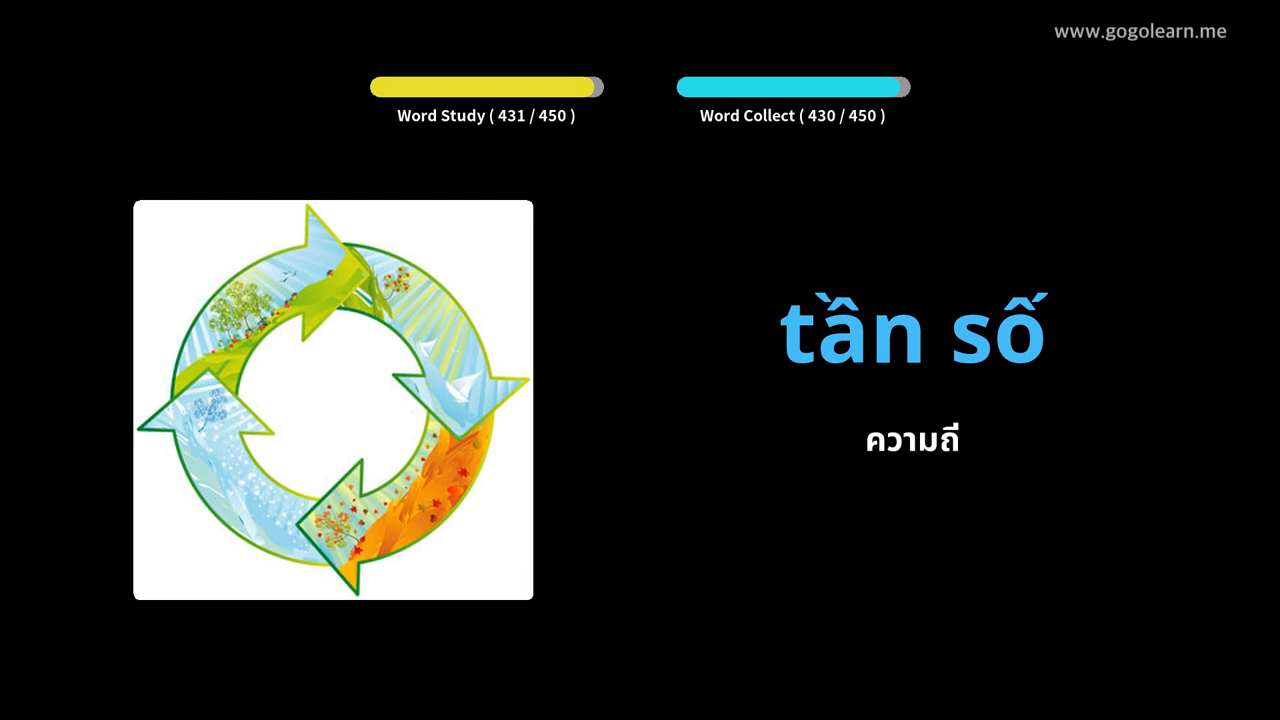 www.gogolearn.me
Word Study ( 431 / 450 )
Word Collect ( 430 / 450 )
tần số
ความถี่